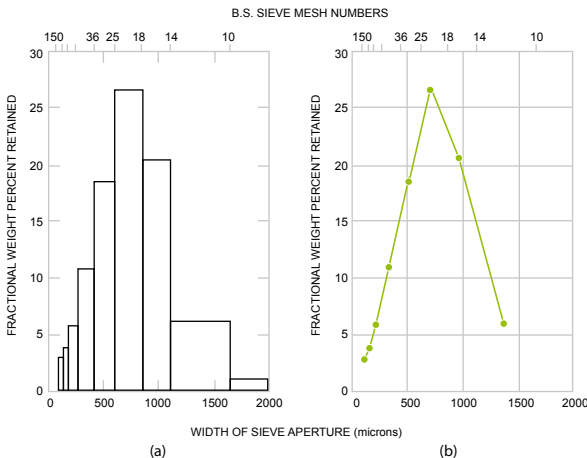 B.S. SIEVE MESH NUMBERS
150 36 25 18 14 10
150 36 25 18 14 10
FRACTIONAL WEIGHT PERCENT RETAINED
30
25
20
15
10
5
0
0 500 1000 1500 2000
FRACTIONAL WEIGHT PERCENT RETAINED
30
25
20
15
10
5
0
0 500 1000 1500 2000
WIDTH OF SIEVE APERTURE (microns)
(a) (b)